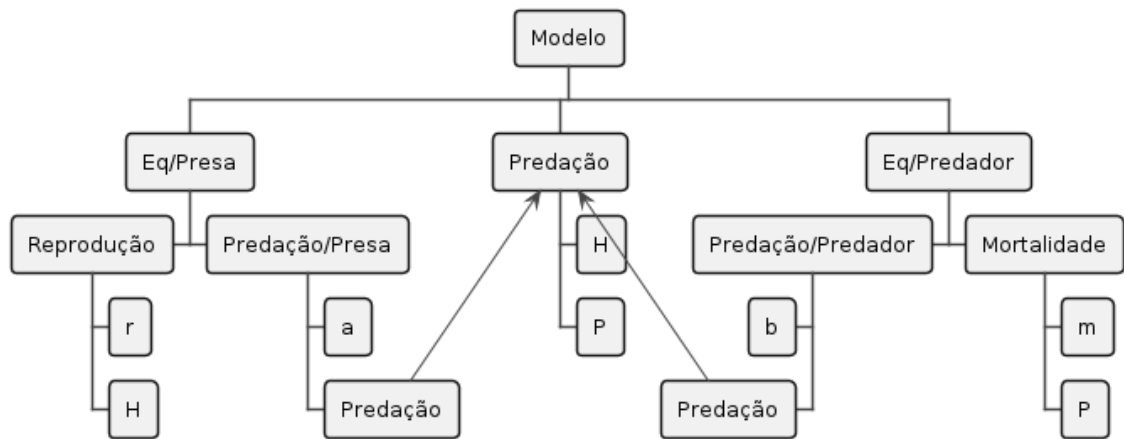 Modelo
Eq/Presa
Predação
Eq/Predador
Reprodução
Predação/Presa
H
Predação/Predador
Mortalidade
r
a
P
b
m
H
Predação
Predação
P